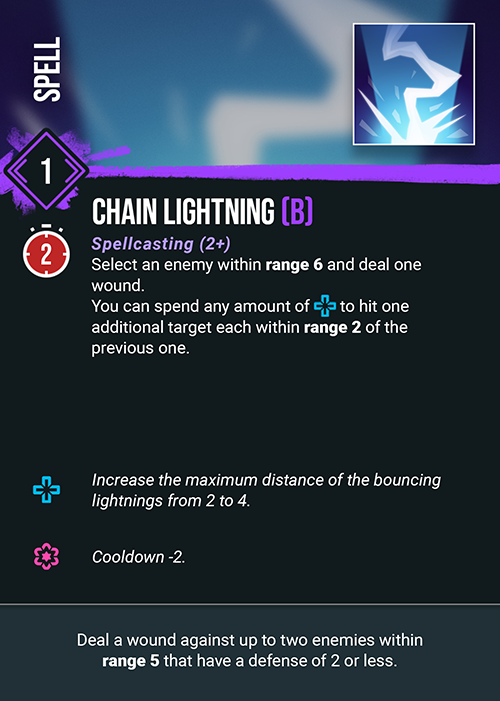 SPELL
1
CHAIN LIGHTNING (B)
2
Spellcasting (2+)
Select an enemy within range 6 and deal one
wound.
You can spend any amount of to hit one
additional target each within range 2 of the
previous one.
Increase the maximum distance of the bouncing
lightnings from 2 to 4.
Cooldown -2.
Deal a wound against up to two enemies within
range 5 that have a defense of 2 or less.